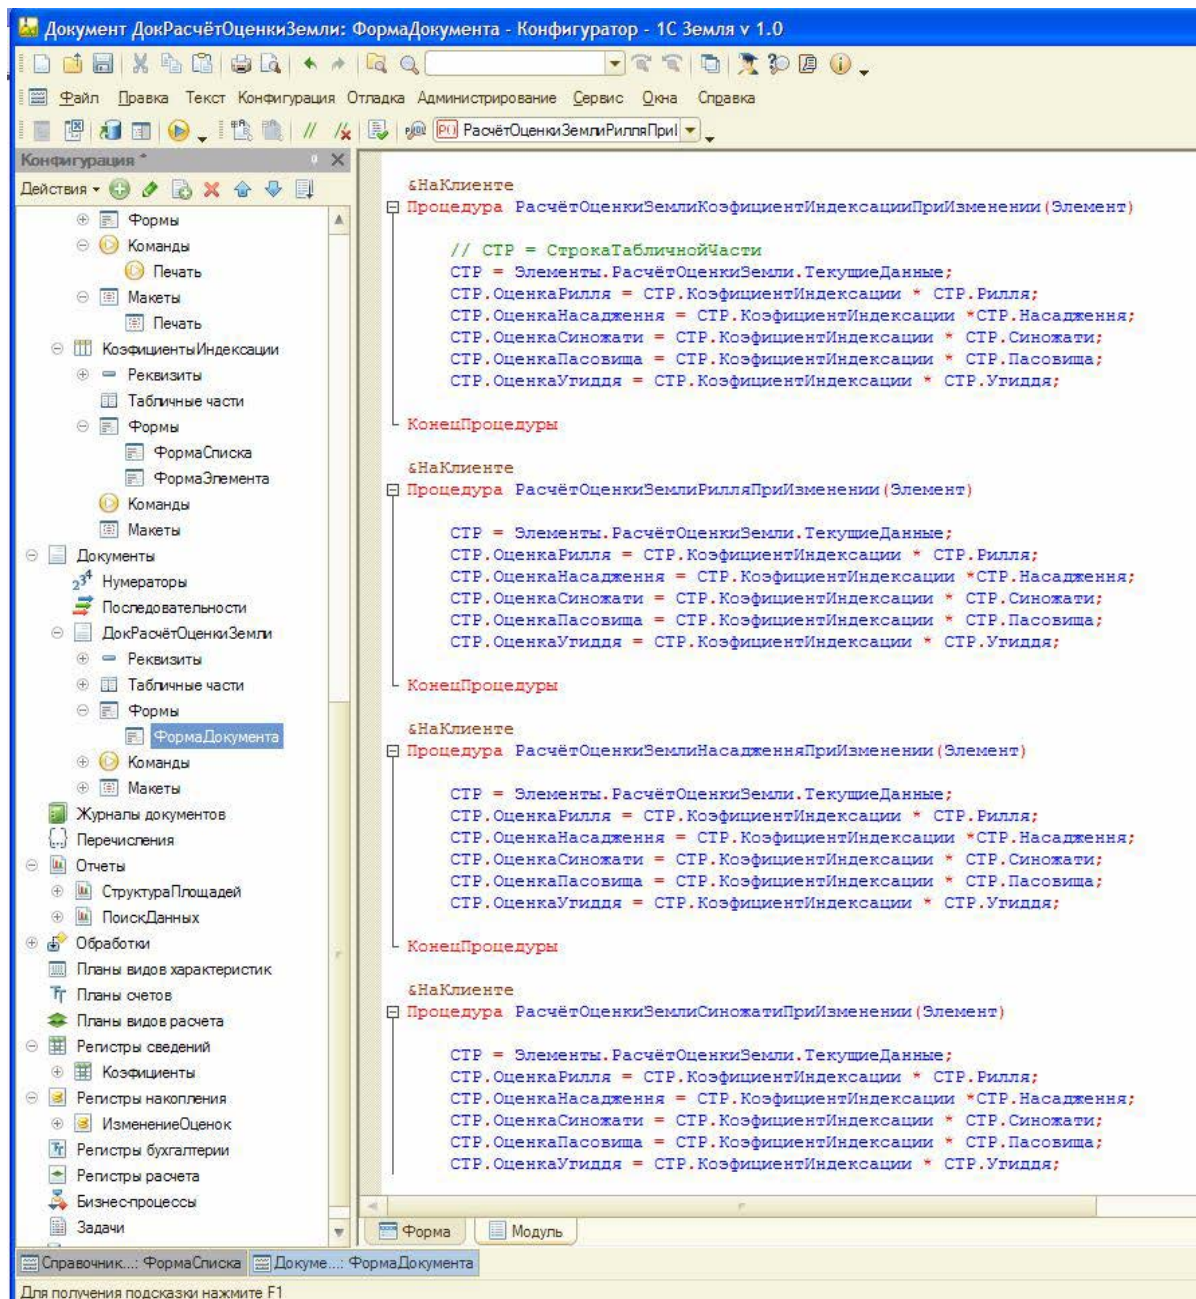 Документ ДокРасчётОценкиЗемли: ФормаДокумента - Конфигуратор - 1С Земля v 1.0
Файл Правка Текст Конфигурация Отладка Администрирование Сервис Окна Справка
РасчётОценкиЗемлиРилляПриІ
Конфигурация *
Действия
Формы
Команды
Печать
Макеты
Печать
КоэфициентыИндексации
Реквизиты
Табличные части
Формы
ФормаСписка
ФормаЭлемента
Команды
Макеты
Документы
Нумераторы
Последовательности
ДокРасчётОценкиЗемли
Реквизиты
Табличные части
Формы
ФормаДокумента
Команды
Макеты
Журналы документов
Перечисления
Отчеты
СтруктураПлощадей
ПоискДанных
Обработки
Планы видов характеристик
Планы счетов
Планы видов расчета
Регистры сведений
Коэфициенты
Регистры накопления
ИзменениеОценок
Регистры бухгалтерии
Регистры расчета
Бизнес-процессы
Задачи
&НаКлиенте
Процедура РасчётОценкиЗемлиКоэфициентИндексацииПриИзменении(Элемент)
// СТР = СтрокаТабличнойЧасти
СТР = Элементы.РасчётОценкиЗемли.ТекущиеДанные;
СТР.ОценкаРилля = СТР.КоэфициентИндексации * СТР.Рилля;
СТР.ОценкаНасадження = СТР.КоэфициентИндексации *СТР.Насадження;
СТР.ОценкаСиножати = СТР.КоэфициентИндексации * СТР.Синожати;
СТР.ОценкаПасовища = СТР.КоэфициентИндексации * СТР.Пасовища;
СТР.ОценкаУгиддя = СТР.КоэфициентИндексации * СТР.Угиддя;
КонецПроцедуры
&НаКлиенте
Процедура РасчётОценкиЗемлиРилляПриИзменении(Элемент)
СТР = Элементы.РасчётОценкиЗемли.ТекущиеДанные;
СТР.ОценкаРилля = СТР.КоэфициентИндексации * СТР.Рилля;
СТР.ОценкаНасадження = СТР.КоэфициентИндексации *СТР.Насадження;
СТР.ОценкаСиножати = СТР.КоэфициентИндексации * СТР.Синожати;
СТР.ОценкаПасовища = СТР.КоэфициентИндексации * СТР.Пасовища;
СТР.ОценкаУгиддя = СТР.КоэфициентИндексации * СТР.Угиддя;
КонецПроцедуры
&НаКлиенте
Процедура РасчётОценкиЗемлиНасадженняПриИзменении(Элемент)
СТР = Элементы.РасчётОценкиЗемли.ТекущиеДанные;
СТР.ОценкаРилля = СТР.КоэфициентИндексации * СТР.Рилля;
СТР.ОценкаНасадження = СТР.КоэфициентИндексации *СТР.Насадження;
СТР.ОценкаСиножати = СТР.КоэфициентИндексации * СТР.Синожати;
СТР.ОценкаПасовища = СТР.КоэфициентИндексации * СТР.Пасовища;
СТР.ОценкаУгиддя = СТР.КоэфициентИндексации * СТР.Угиддя;
КонецПроцедуры
&НаКлиенте
Процедура РасчётОценкиЗемлиСиножатиПриИзменении(Элемент)
СТР = Элементы.РасчётОценкиЗемли.ТекущиеДанные;
СТР.ОценкаРилля = СТР.КоэфициентИндексации * СТР.Рилля;
СТР.ОценкаНасадження = СТР.КоэфициентИндексации *СТР.Насадження;
СТР.ОценкаСиножати = СТР.КоэфициентИндексации * СТР.Синожати;
СТР.ОценкаПасовища = СТР.КоэфициентИндексации * СТР.Пасовища;
СТР.ОценкаУгиддя = СТР.КоэфициентИндексации * СТР.Угиддя;
Форма Модуль
Справочник...: ФормаСписка Докуме...: ФормаДокумента
Для получения подсказки нажмите F1